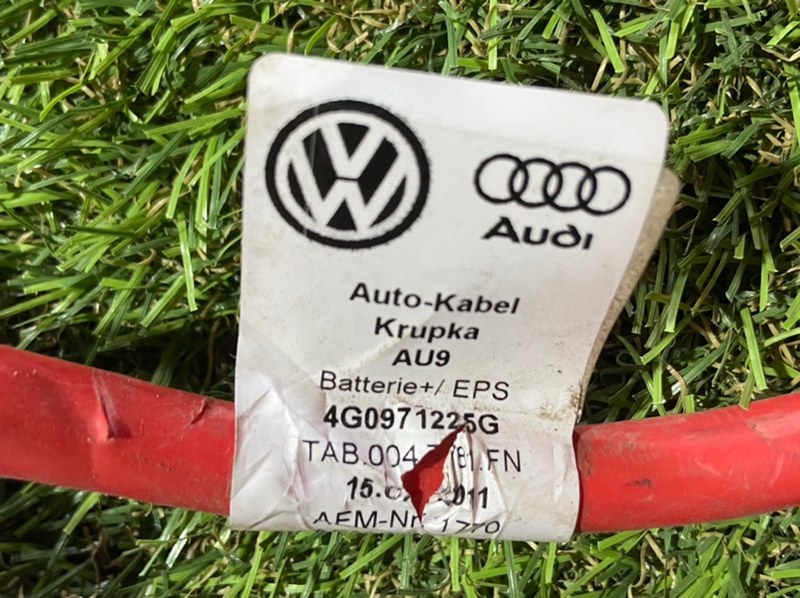 Audi
Auto-Kabel
Krupka
AU9
Batterie+/ EPS
4G0971225G